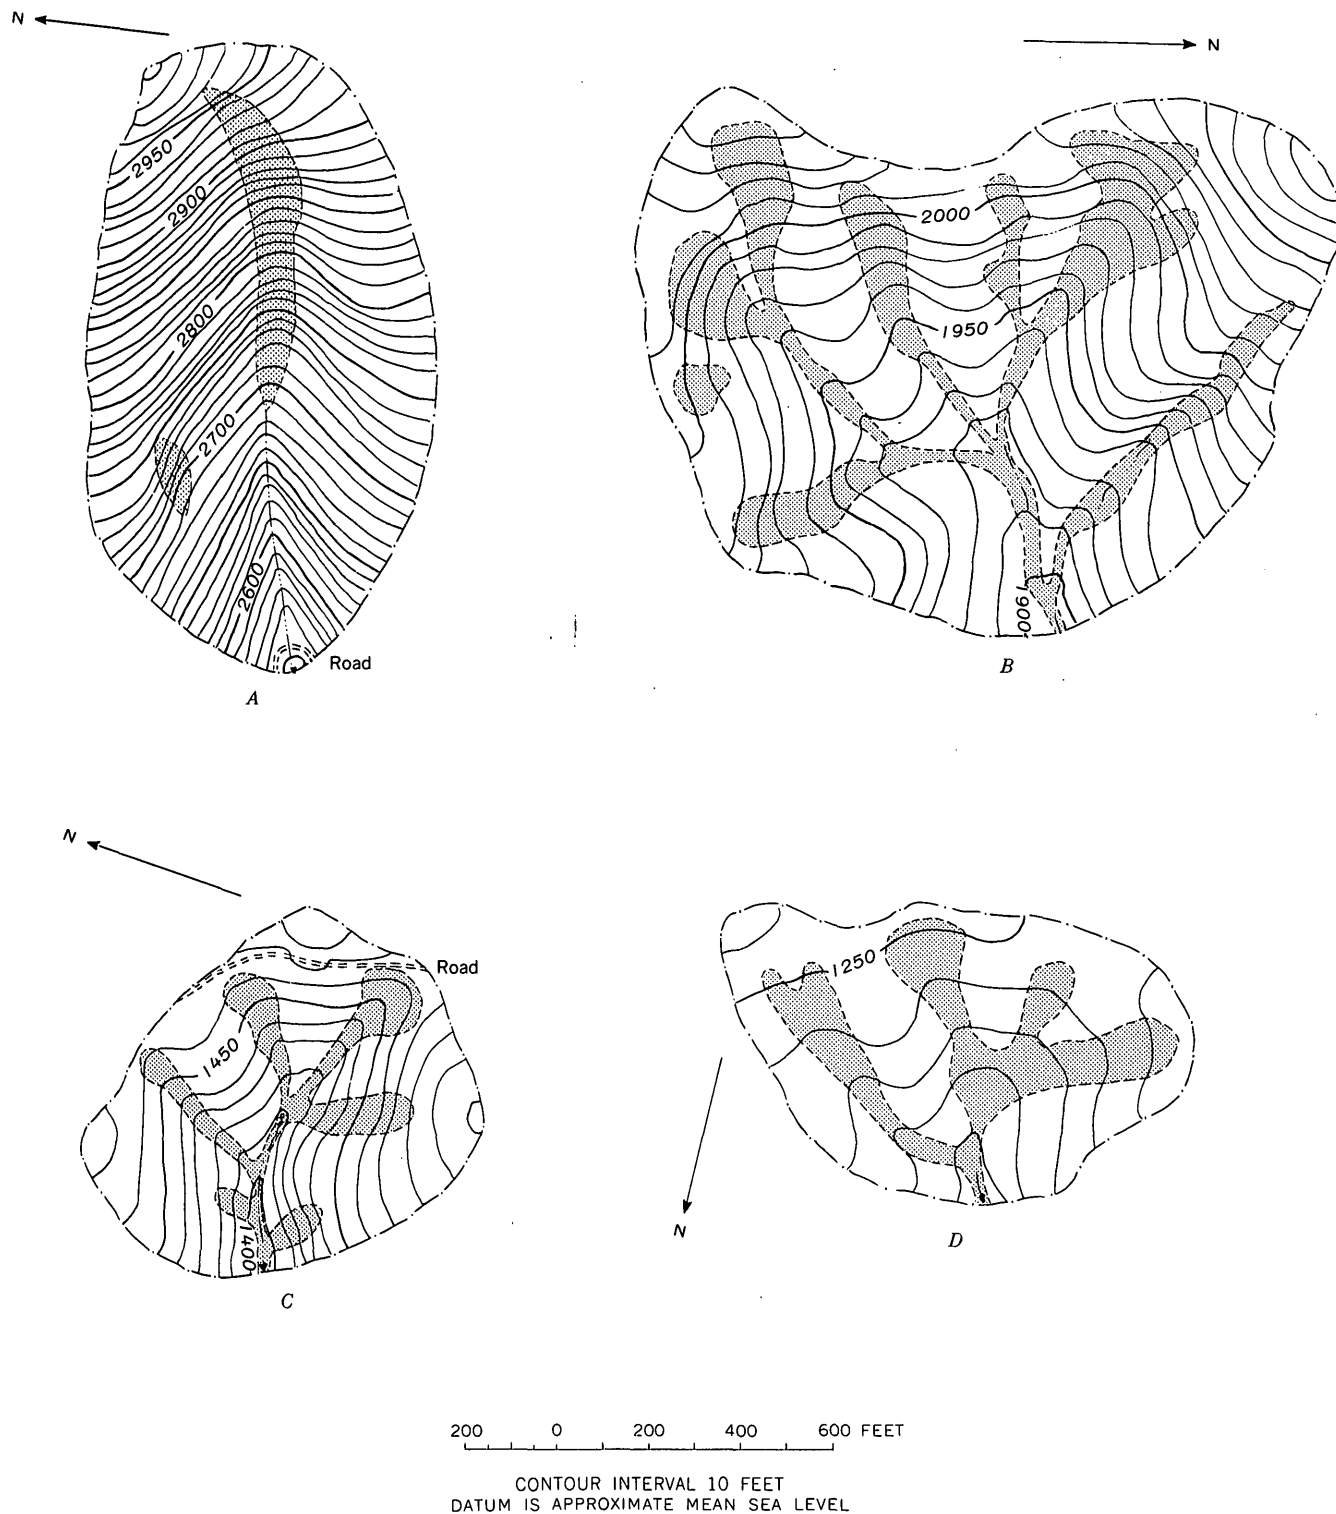 N
N
2950
2900
2800
2700
2600
Road
A
2000
1950
1900
B
N
Road
1450
1400
C
1250
N
D
200 0 200 400 600 FEET
CONTOUR INTERVAL 10 FEET
DATUM IS APPROXIMATE MEAN SEA LEVEL